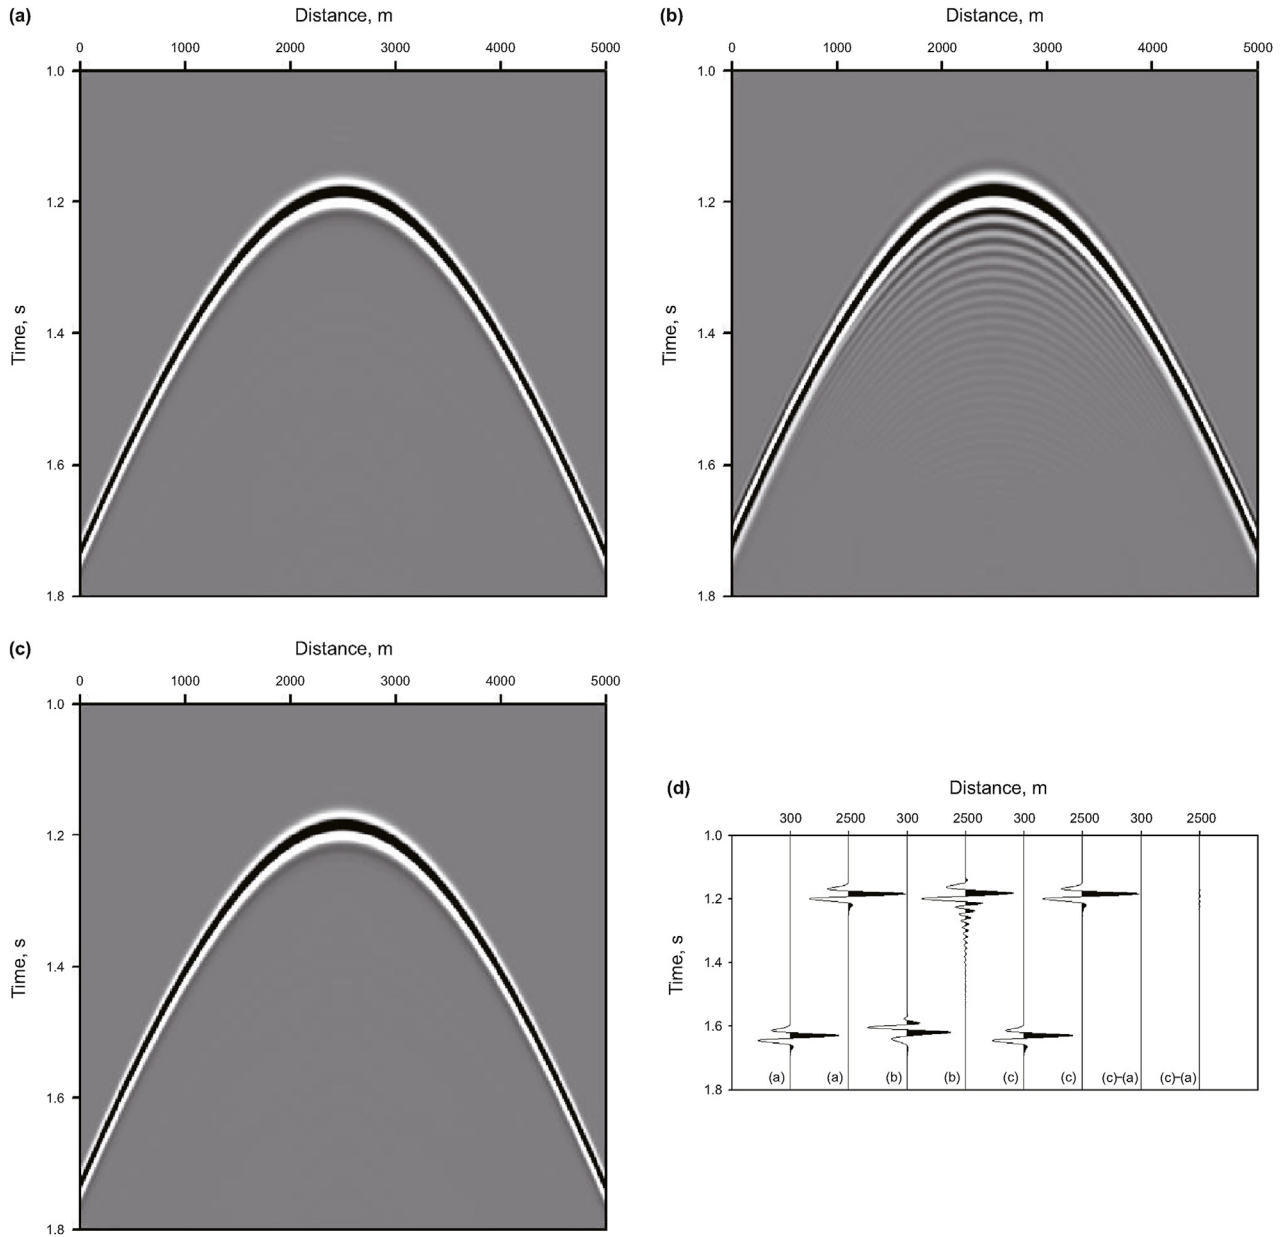 (a)
Distance, m
0 1000 2000 3000 4000 5000
1.0
1.2
1.4
1.6
1.8
Time, s
(b)
Distance, m
0 1000 2000 3000 4000 5000
1.0
1.2
1.4
1.6
1.8
Time, s
(c)
Distance, m
0 1000 2000 3000 4000 5000
1.0
1.2
1.4
1.6
1.8
Time, s
(d)
Distance, m
300 2500 300 2500 300 2500 300 2500
1.0
1.2
1.4
1.6
1.8
Time, s
(a) (a) (b) (b) (c) (c) (c)-(a) (c)-(a)